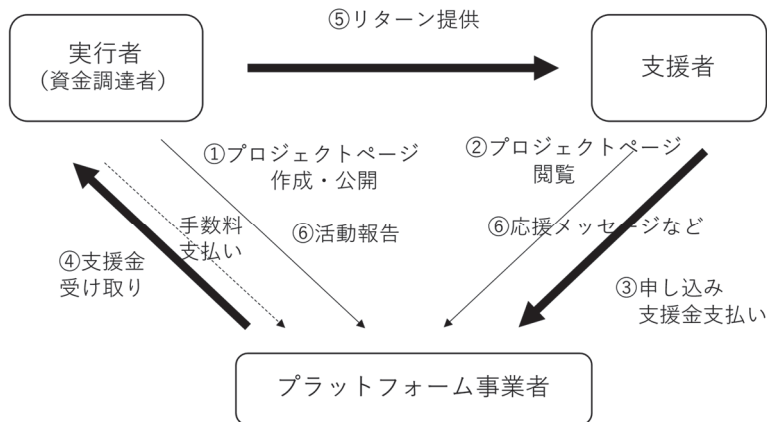 ⑤リターン提供
実行者
（資金調達者）
支援者
①プロジェクトページ
作成・公開
②プロジェクトページ
閲覧
手数料
支払い
⑥活動報告
⑥応援メッセージなど
④支援金
受け取り
③申し込み
支援金支払い
プラットフォーム事業者